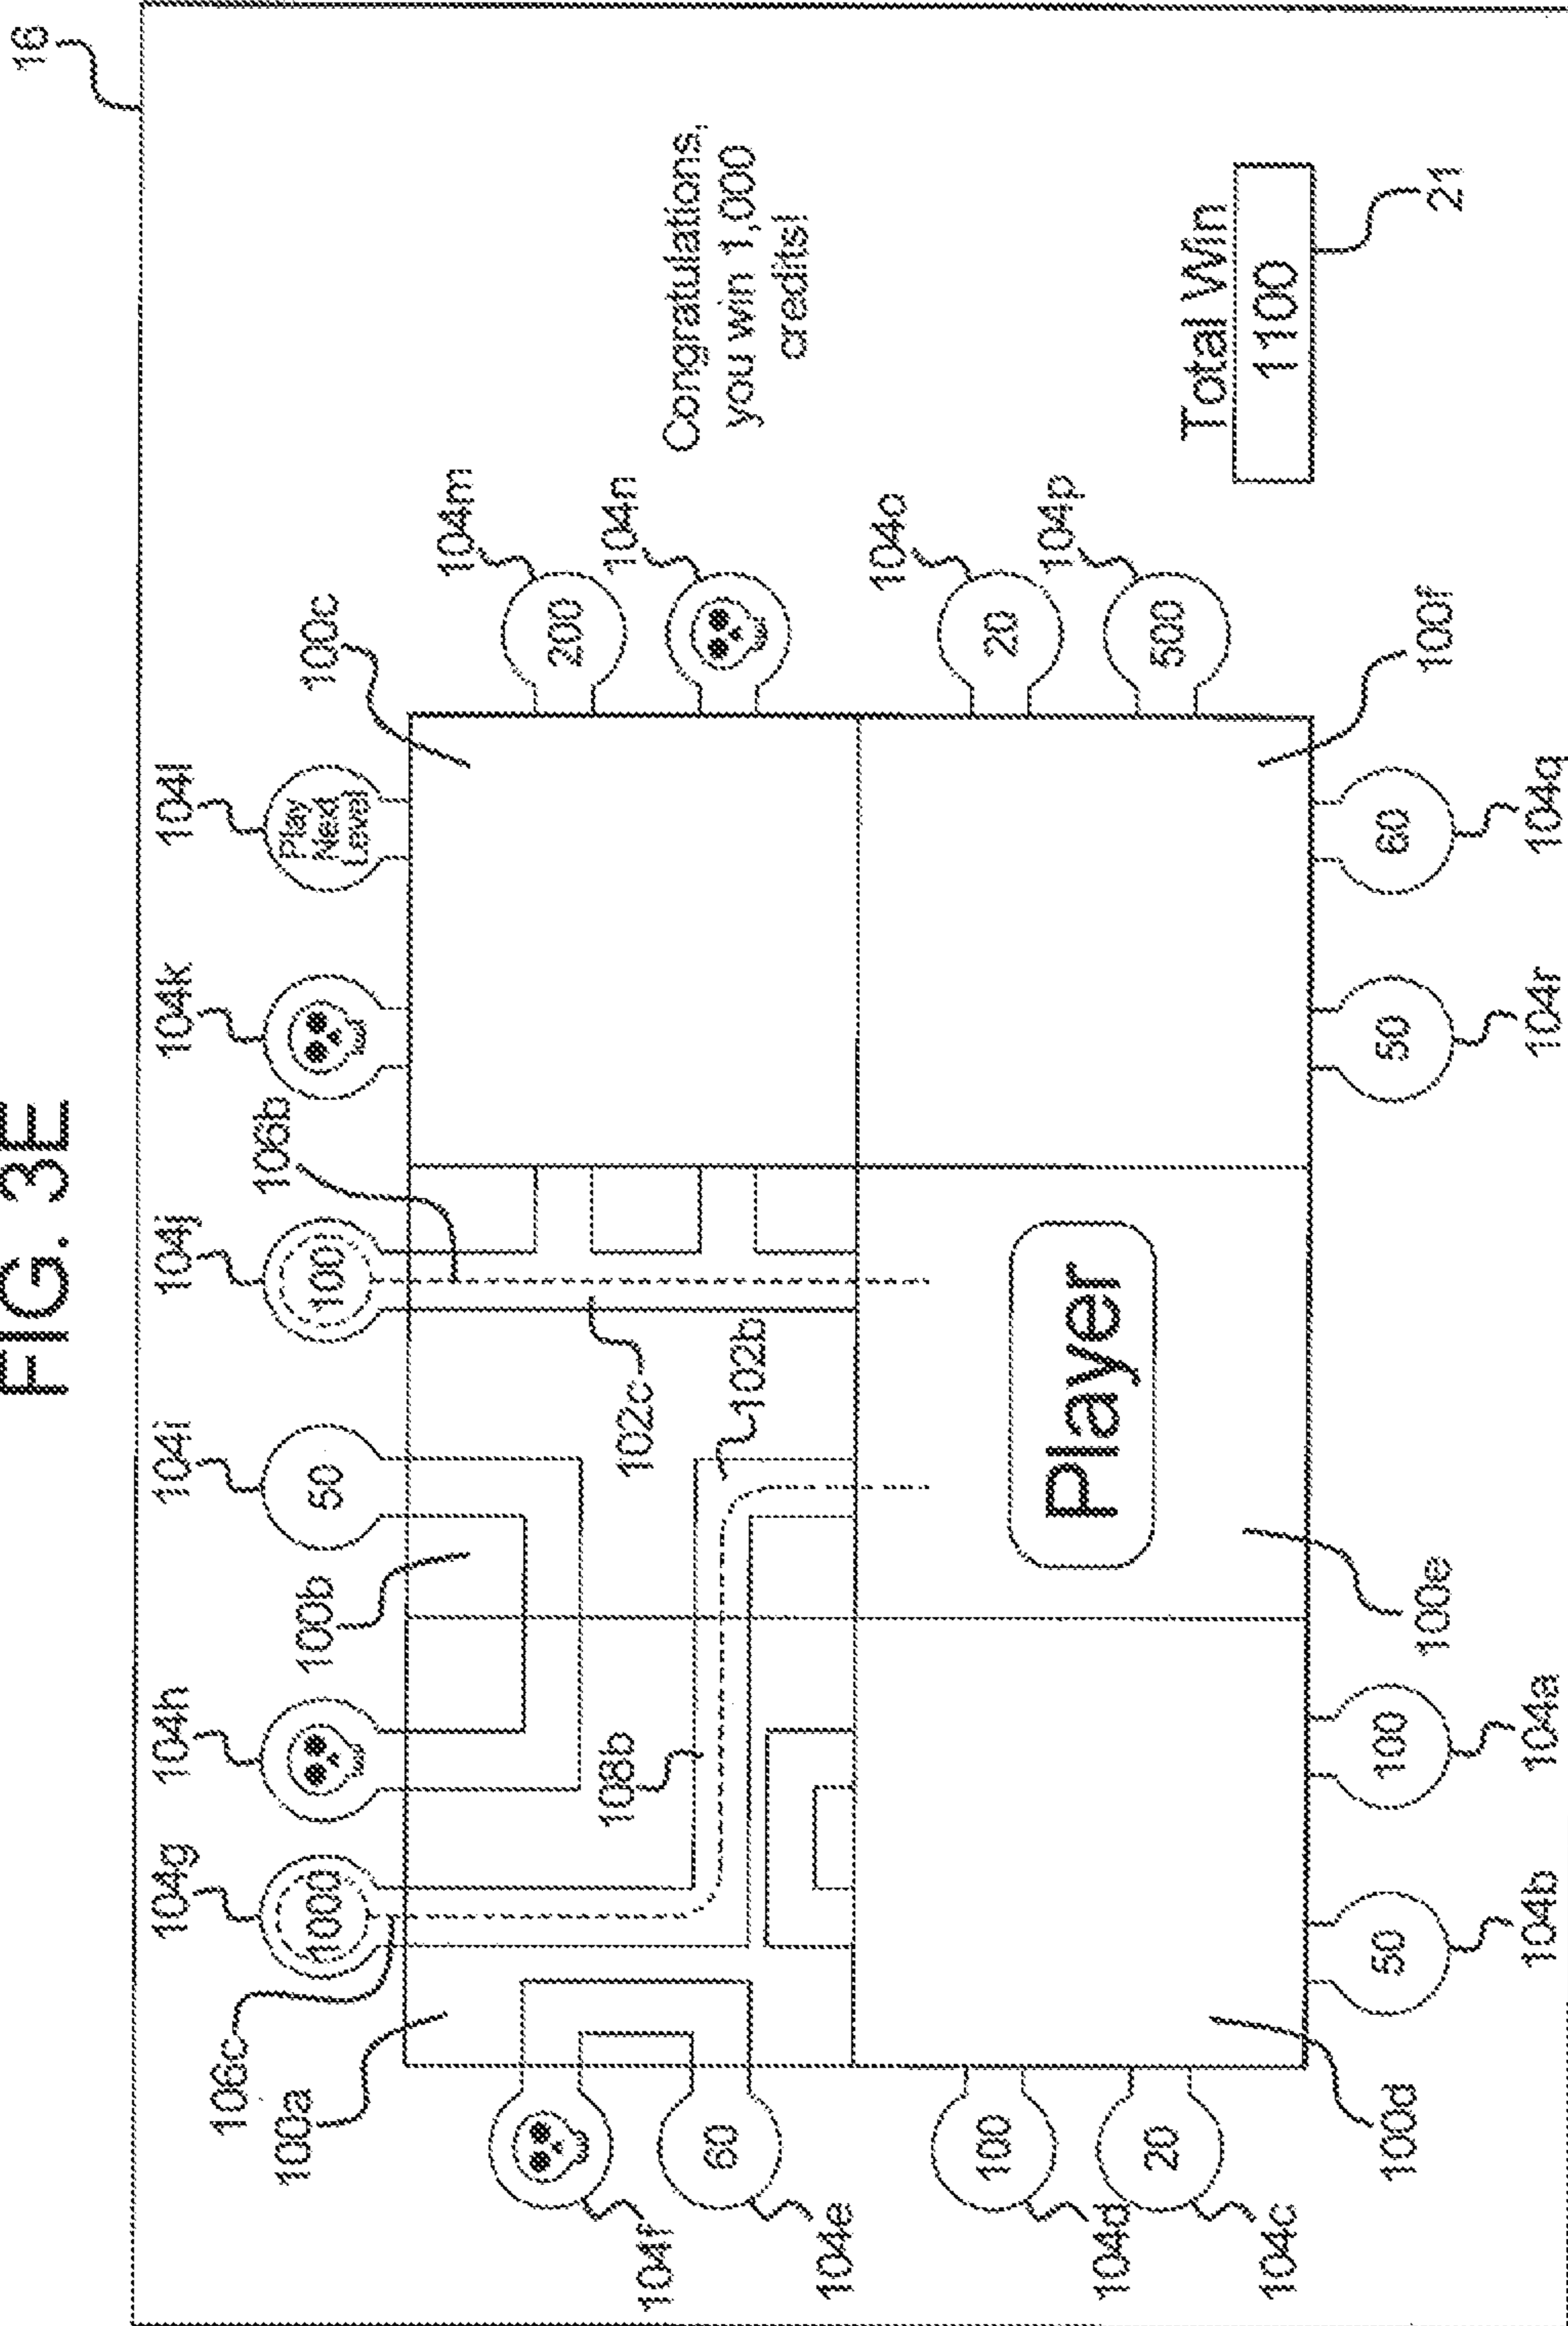 FIG. 3E
16
104g
104h
104i
104j
104k
104l
1000
50
100
Play
Next
Level
106c
100a
100b
106b
100c
104f
60
104e
108b
102c
102b
200
104m
104n
Congratulations,
you win 1,000
credits!
100
104d
20
104c
Player
20
104o
500
104p
Total Win
1100
21
100d
50
104b
100
104a
100e
50
104r
60
104q
100f